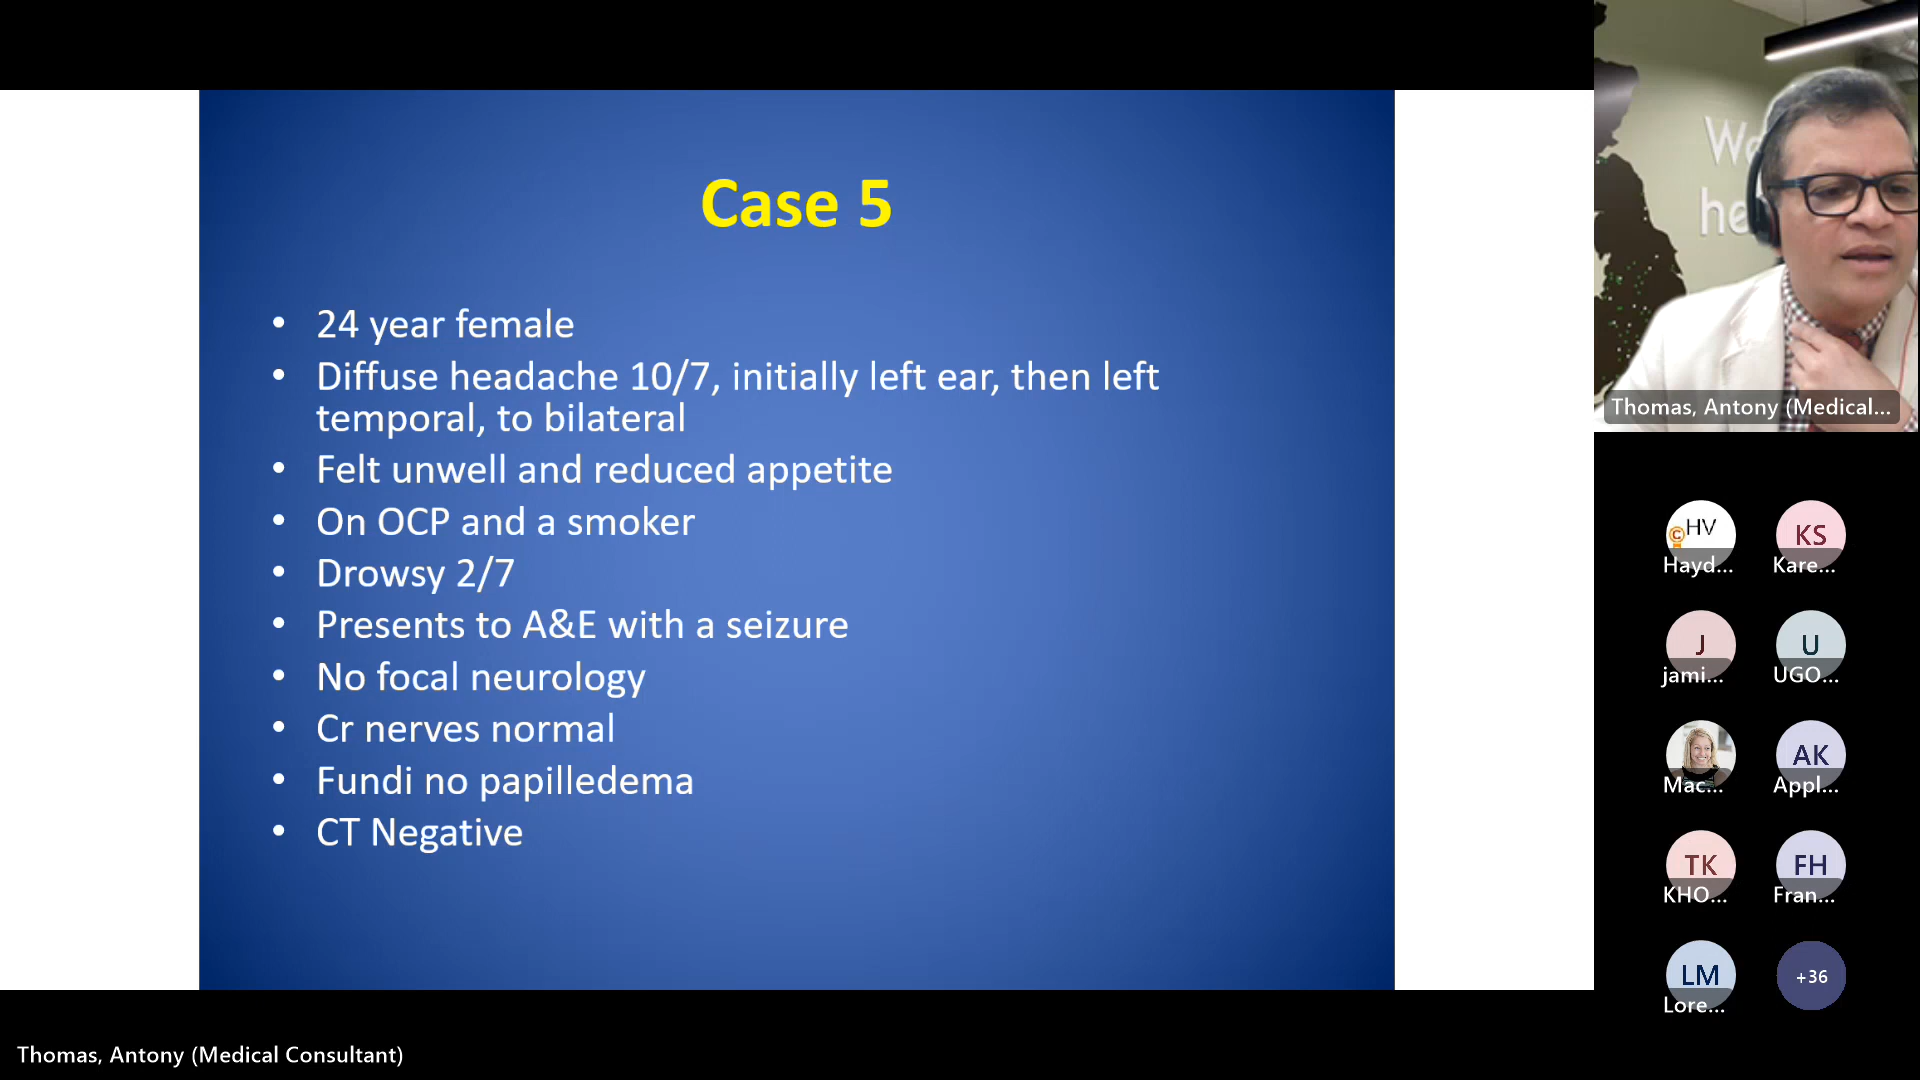 Case 5
• 24 year female
• Diffuse headache 10/7, initially left ear, then left
temporal, to bilateral
• Felt unwell and reduced appetite
• On OCP and a smoker
• Drowsy 2/7
• Presents to A&E with a seizure
• No focal neurology
• Cr nerves normal
• Fundi no papilledema
• CT Negative
Thomas, Antony (Medical...
HV
KS
Hayd...
Kare...
J
U
jami...
UGO...
AK
Mac...
Appl...
TK
FH
KHO...
Fran...
LM
+36
Lore...
Thomas, Antony (Medical Consultant)